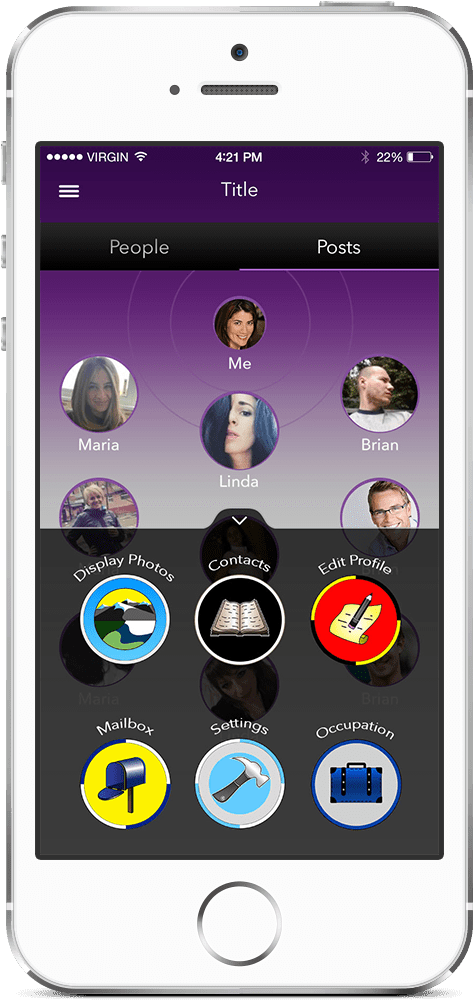 VIRGIN 4:21 PM 22%
Title
People Posts
Me
Maria
Brian
Linda
Display Photos Contacts Edit Profile
Maria
Brian
Mailbox Settings Occupation